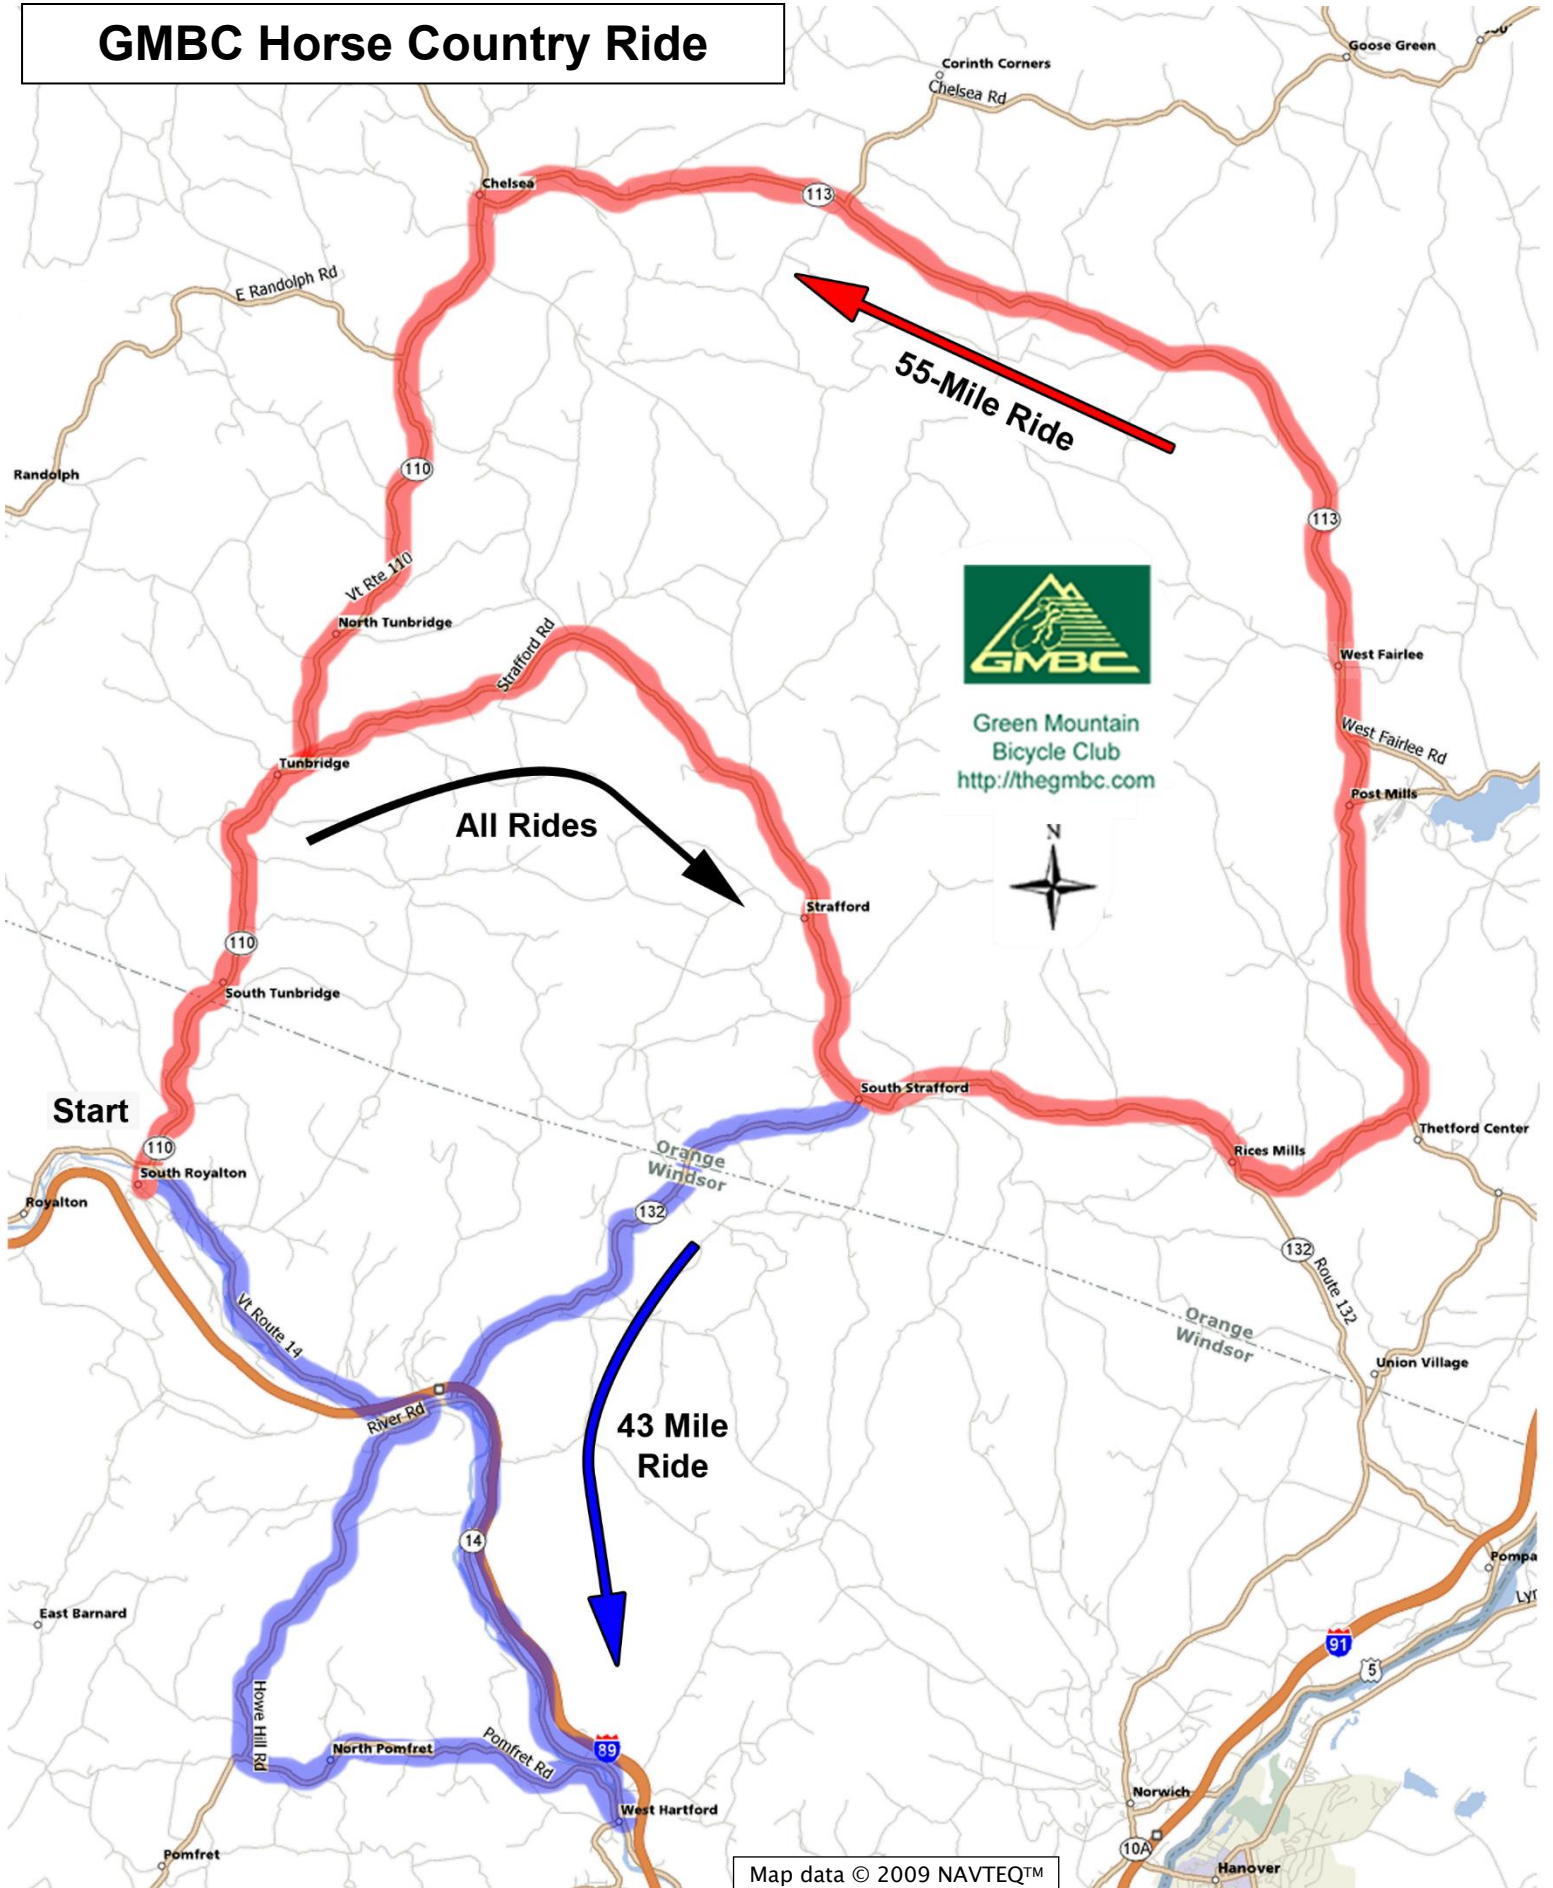 GMBC Horse Country Ride
Goose Green
Corinth Corners
Chelsea Rd
Chelsea
113
E Randolph Rd
55-Mile Ride
Randolph
110
113
Vt Rte 110
North Tunbridge
Strafford Rd
GMBC
West Fairlee
Green Mountain
Bicycle Club
http://thegmbc.com
West Fairlee Rd
Tunbridge
Post Mills
All Rides
N
Strafford
110
South Tunbridge
South Strafford
Start
Thetford Center
110
Orange
Windsor
Rices Mills
South Royalton
Royalton
132
132
Route 132
Vt Route 14
Orange
Windsor
Union Village
River Rd
43 Mile
Ride
14
Pompa
Lyr
East Barnard
91
5
Howe Hill Rd
North Pomfret
Pomfret Rd
89
Norwich
West Hartford
10A
Pomfret
Hanover
Map data © 2009 NAVTEQ™